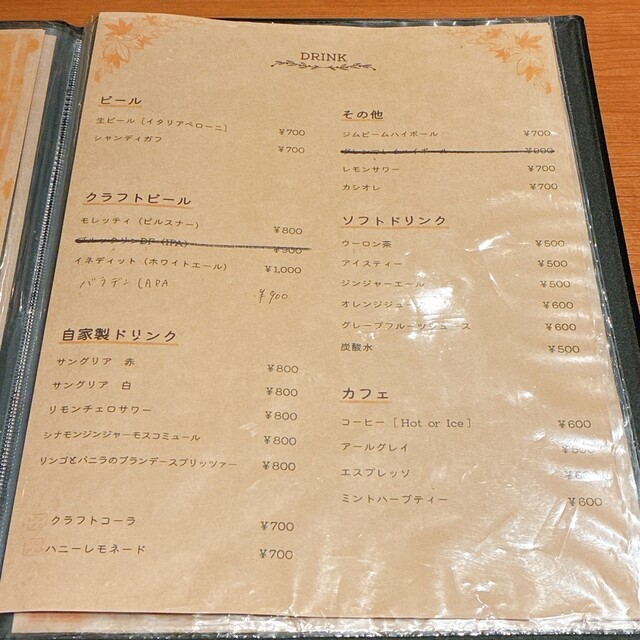 DRINK
ビール
生ビール [イタリアペローニ] ¥700
シャンディガフ ¥700
クラフトビール
モレッティ (ピルスナー) ¥800
(IPA) ¥900
イネディット (ホワイトエール) ¥1,000
バラデン ¥900
自家製ドリンク
サングリア 赤 ¥800
サングリア 白 ¥800
リモンチェロサワー ¥800
シナモンジンジャーモスコミュール ¥800
リンゴとバニラのブランデースプリッツァー ¥800
クラフトコーラ ¥700
ハニーレモネード ¥700
その他
ジムビームハイボール ¥700
ハイボール ¥900
レモンサワー ¥700
カシオレ ¥700
ソフトドリンク
ウーロン茶 ¥500
アイスティー ¥500
ジンジャーエール ¥500
オレンジジュース ¥600
グレープフルーツジュース ¥600
炭酸水 ¥500
カフェ
コーヒー [Hot or Ice] ¥600
アールグレイ
エスプレッソ
ミントハーブティー ¥600